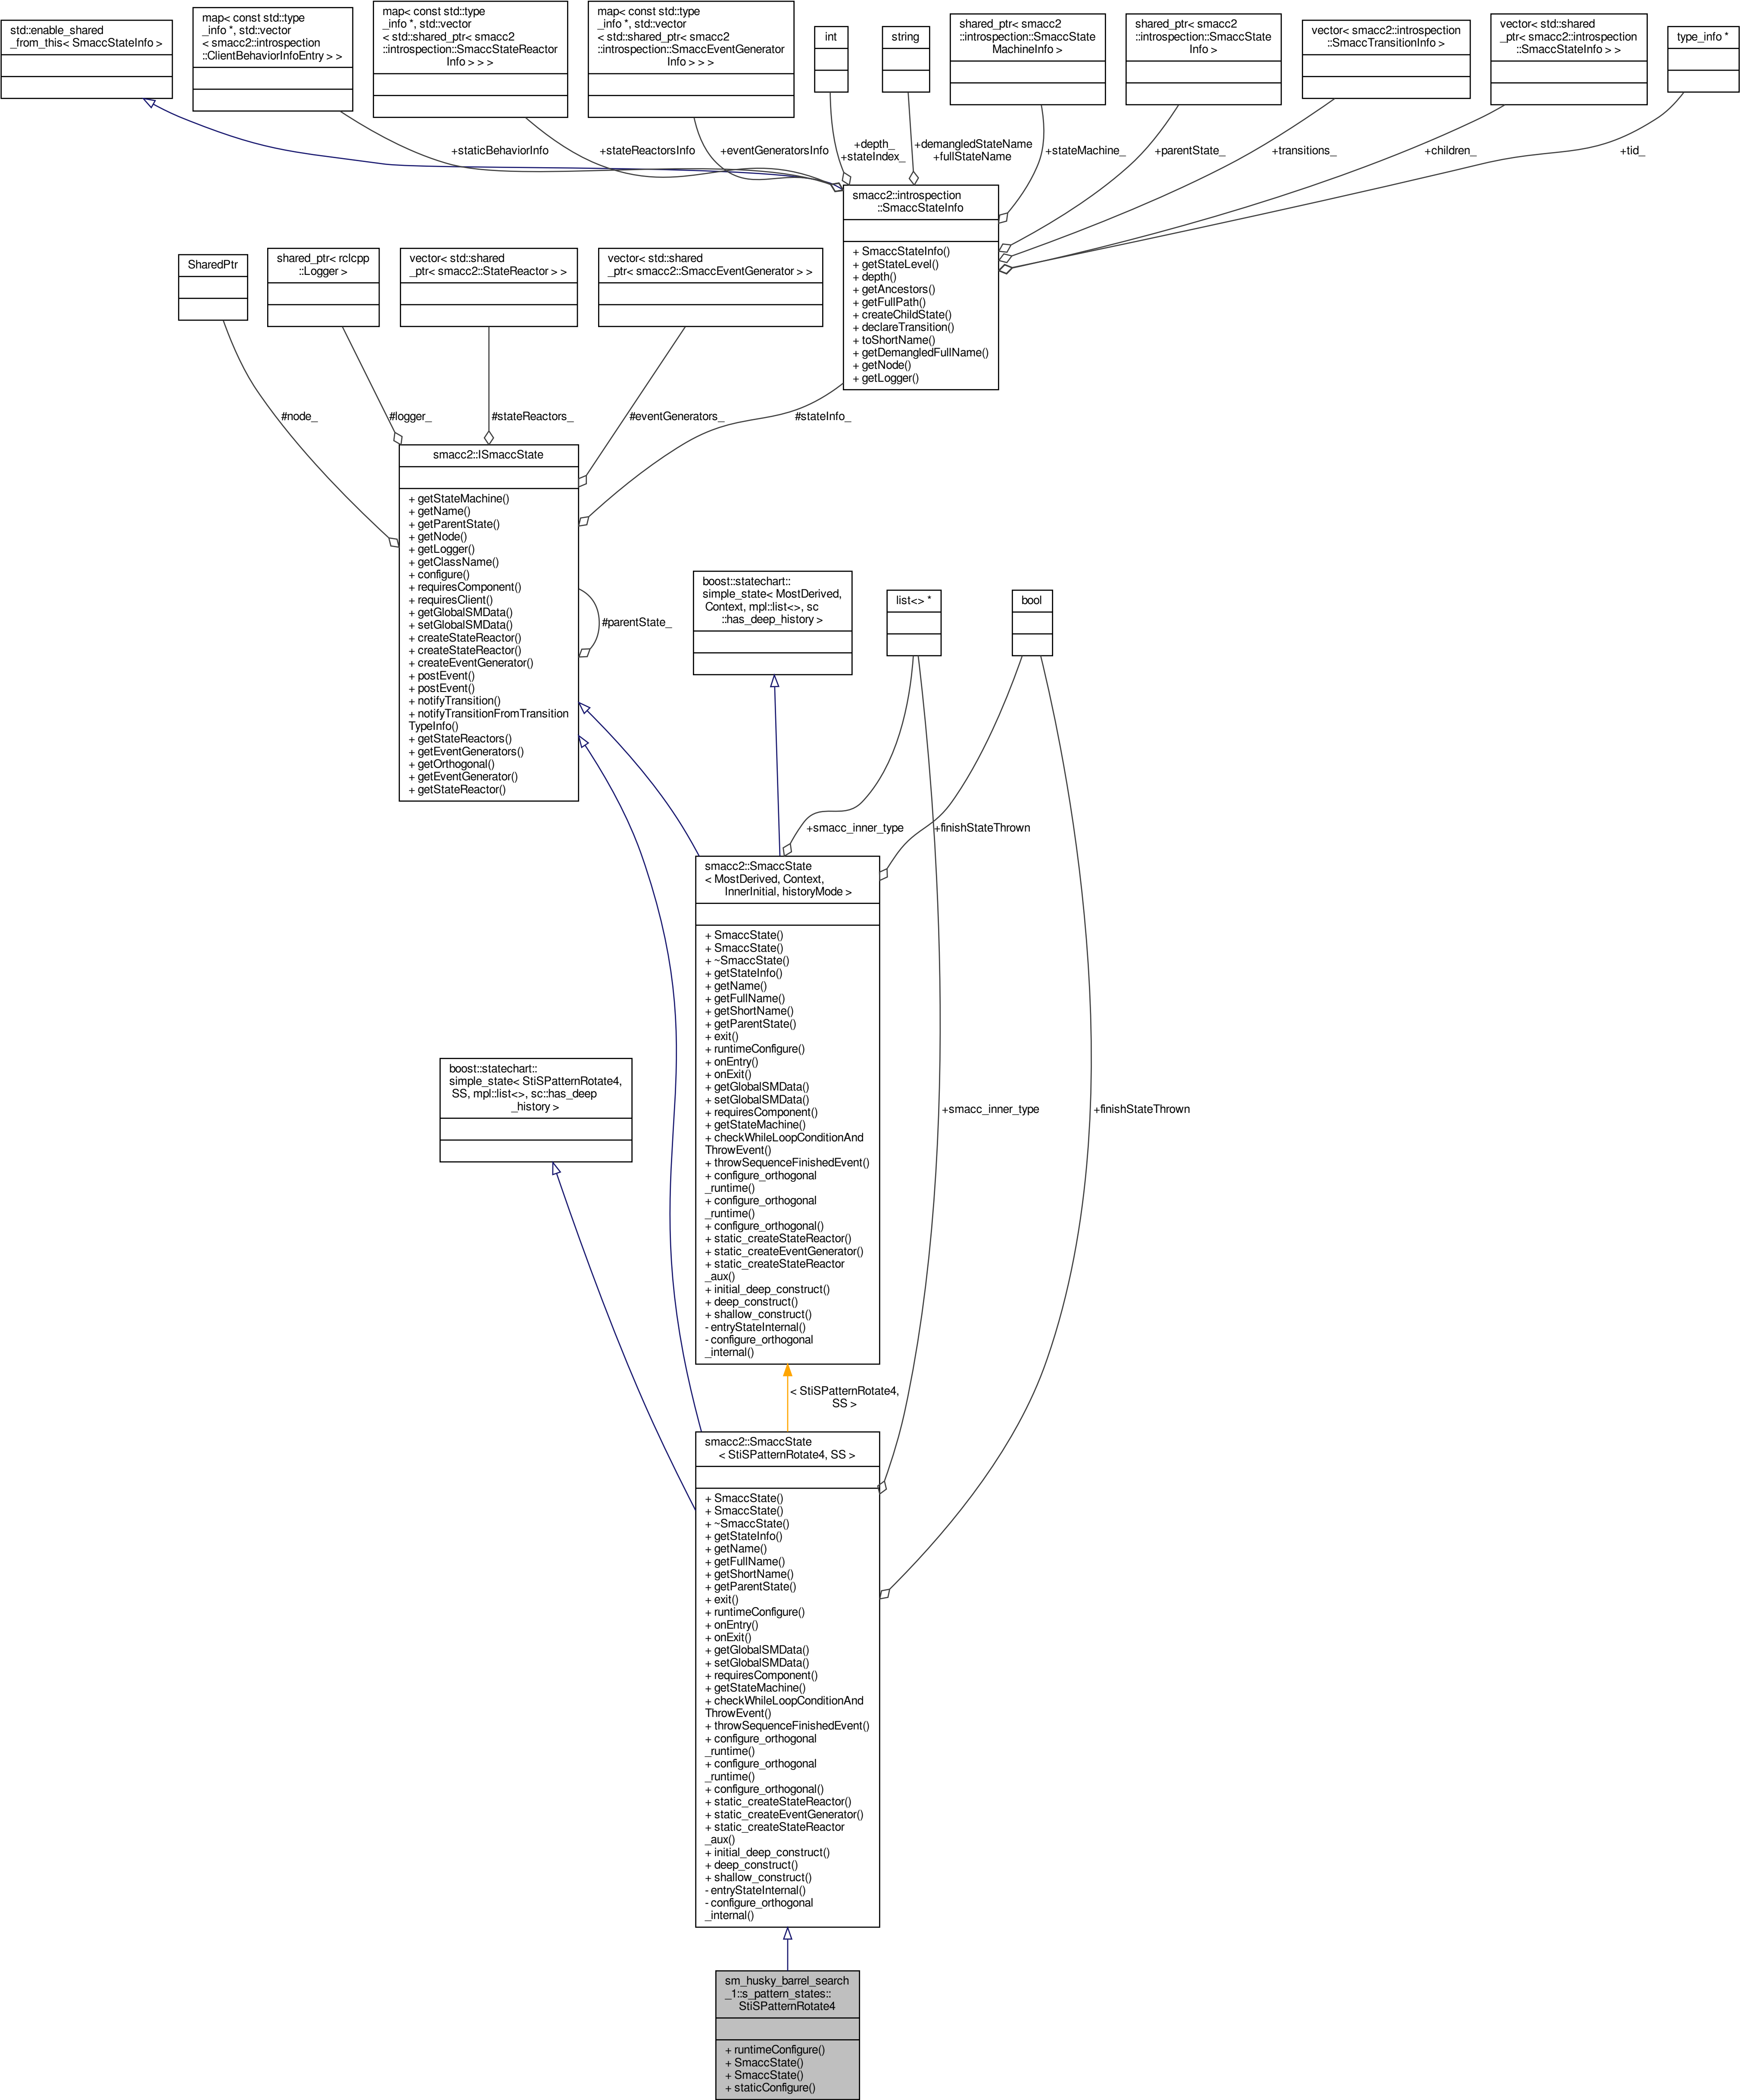 std::enable_shared
_from_this< SmaccStateInfo >
map< const std::type
_info *, std::vector
< smacc2::introspection
::ClientBehaviorInfoEntry > >
map< const std::type
_info *, std::vector
< std::shared_ptr< smacc2
::introspection::SmaccStateReactor
Info > > >
map< const std::type
_info *, std::vector
< std::shared_ptr< smacc2
::introspection::SmaccEventGenerator
Info > > >
int
string
shared_ptr< smacc2
::introspection::SmaccState
MachineInfo >
shared_ptr< smacc2
::introspection::SmaccState
Info >
vector< smacc2::introspection
::SmaccTransitionInfo >
vector< std::shared
_ptr< smacc2::introspection
::SmaccStateInfo > >
type_info *
+staticBehaviorInfo
+stateReactorsInfo
+eventGeneratorsInfo
+depth_
+stateIndex_
+demangledStateName
+fullStateName
+stateMachine_
+parentState_
+transitions_
+children_
+tid_
smacc2::introspection
::SmaccStateInfo
+ SmaccStateInfo()
+ getStateLevel()
+ depth()
+ getAncestors()
+ getFullPath()
+ createChildState()
+ declareTransition()
+ toShortName()
+ getDemangledFullName()
+ getNode()
+ getLogger()
SharedPtr
shared_ptr< rclcpp
::Logger >
vector< std::shared
_ptr< smacc2::StateReactor > >
vector< std::shared
_ptr< smacc2::SmaccEventGenerator > >
#node_
#logger_
#stateReactors_
#eventGenerators_
#stateInfo_
smacc2::ISmaccState
+ getStateMachine()
+ getName()
+ getParentState()
+ getNode()
+ getLogger()
+ getClassName()
+ configure()
+ requiresComponent()
+ requiresClient()
+ getGlobalSMData()
+ setGlobalSMData()
+ createStateReactor()
+ createStateReactor()
+ createEventGenerator()
+ postEvent()
+ postEvent()
+ notifyTransition()
+ notifyTransitionFromTransition
TypeInfo()
+ getStateReactors()
+ getEventGenerators()
+ getOrthogonal()
+ getEventGenerator()
+ getStateReactor()
#parentState_
boost::statechart::
simple_state< MostDerived,
Context, mpl::list<>, sc
::has_deep_history >
list<> *
bool
+smacc_inner_type
+finishStateThrown
smacc2::SmaccState
< MostDerived, Context,
InnerInitial, historyMode >
+ SmaccState()
+ SmaccState()
+ ~SmaccState()
+ getStateInfo()
+ getName()
+ getFullName()
+ getShortName()
+ getParentState()
+ exit()
+ runtimeConfigure()
+ onEntry()
+ onExit()
+ getGlobalSMData()
+ setGlobalSMData()
+ requiresComponent()
+ getStateMachine()
+ checkWhileLoopConditionAnd
ThrowEvent()
+ throwSequenceFinishedEvent()
+ configure_orthogonal
_runtime()
+ configure_orthogonal
_runtime()
+ configure_orthogonal()
+ static_createStateReactor()
+ static_createEventGenerator()
+ static_createStateReactor
_aux()
+ initial_deep_construct()
+ deep_construct()
+ shallow_construct()
- entryStateInternal()
- configure_orthogonal
_internal()
boost::statechart::
simple_state< StiSPatternRotate4,
SS, mpl::list<>, sc::has_deep
_history >
+smacc_inner_type
+finishStateThrown
< StiSPatternRotate4,
SS >
smacc2::SmaccState
< StiSPatternRotate4, SS >
+ SmaccState()
+ SmaccState()
+ ~SmaccState()
+ getStateInfo()
+ getName()
+ getFullName()
+ getShortName()
+ getParentState()
+ exit()
+ runtimeConfigure()
+ onEntry()
+ onExit()
+ getGlobalSMData()
+ setGlobalSMData()
+ requiresComponent()
+ getStateMachine()
+ checkWhileLoopConditionAnd
ThrowEvent()
+ throwSequenceFinishedEvent()
+ configure_orthogonal
_runtime()
+ configure_orthogonal
_runtime()
+ configure_orthogonal()
+ static_createStateReactor()
+ static_createEventGenerator()
+ static_createStateReactor
_aux()
+ initial_deep_construct()
+ deep_construct()
+ shallow_construct()
- entryStateInternal()
- configure_orthogonal
_internal()
sm_husky_barrel_search
_1::s_pattern_states::
StiSPatternRotate4
+ runtimeConfigure()
+ SmaccState()
+ SmaccState()
+ staticConfigure()